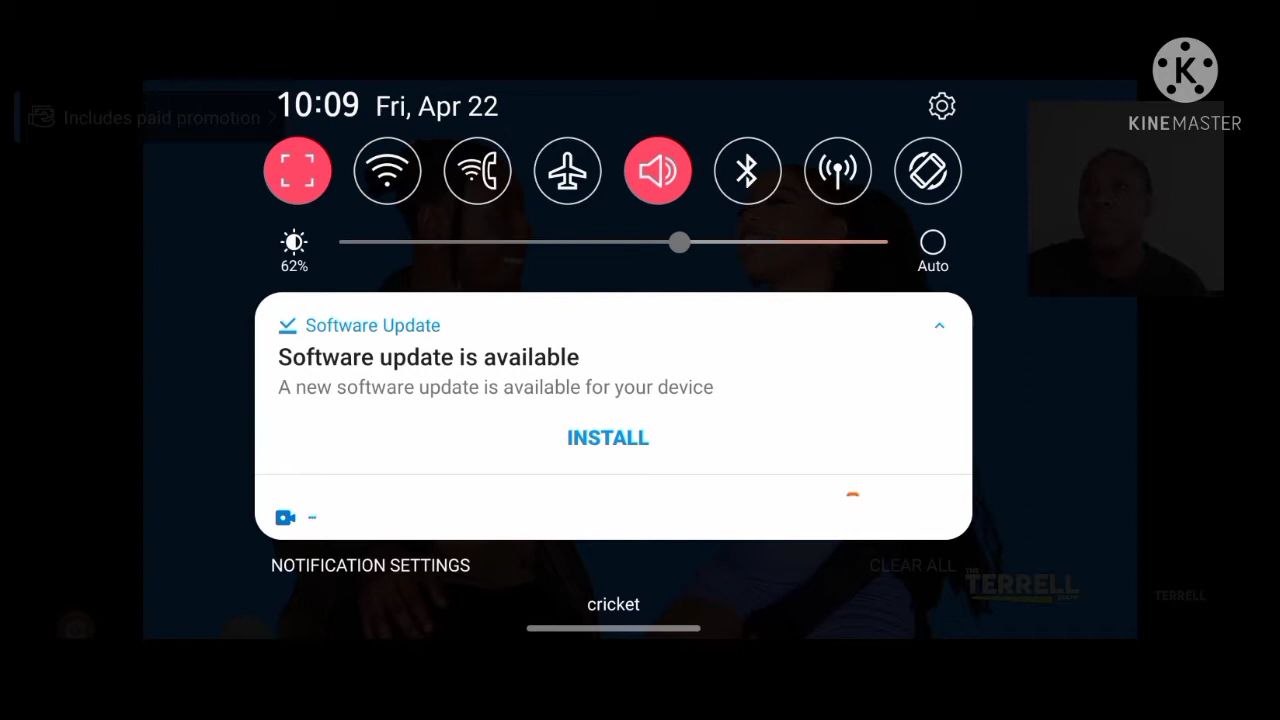 10:09 Fri, Apr 22
Includes paid promotion
KINEMASTER
62%
Auto
Software Update
Software update is available
A new software update is available for your device
INSTALL
NOTIFICATION SETTINGS
CLEAR ALL
THE
TERRELL
TERRELL
cricket